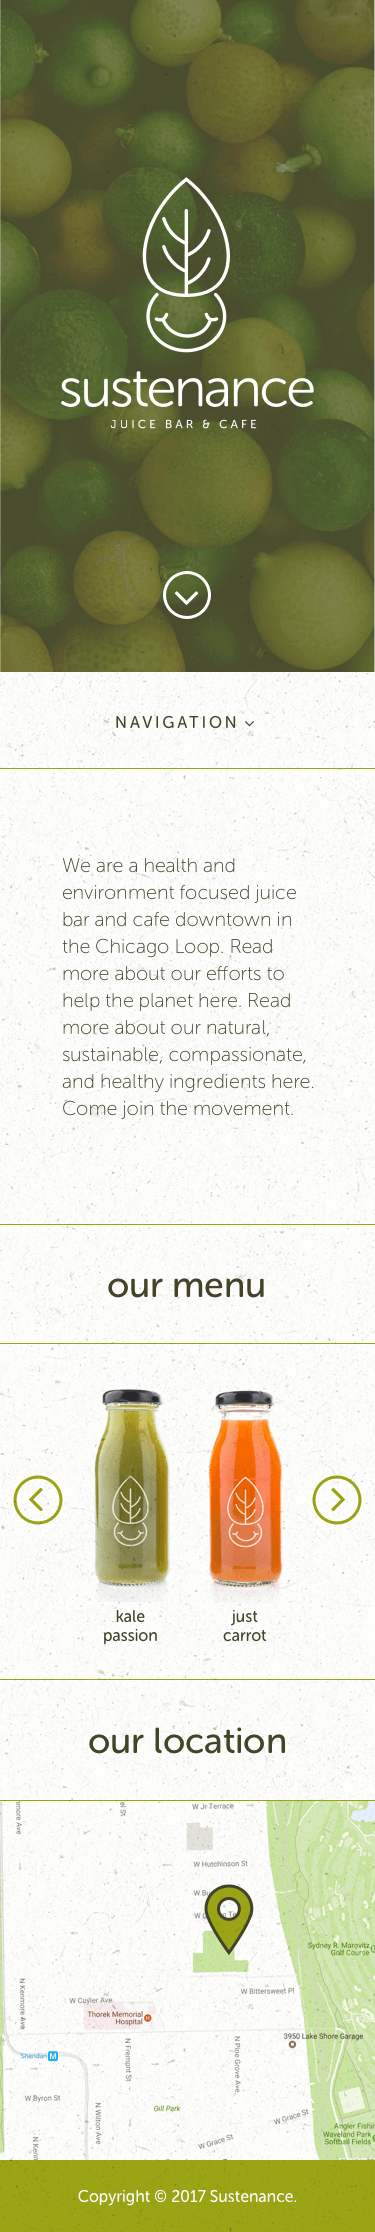 sustenance
JUICE BAR & CAFE
NAVIGATION
We are a health and
environment focused juice
bar and cafe downtown in
the Chicago Loop. Read
more about our efforts to
help the planet here. Read
more about our natural,
sustainable, compassionate,
and healthy ingredients here.
Come join the movement.
our menu
kale
passion
just
carrot
our location
W Jr Terrace
W Hutchinson St
W Bittersweet Pl
Sydney R. Marovitz
Golf Course
N Kenmore Ave
W Cuyler Ave
Thorek Memorial
Hospital
3950 Lake Shore Garage
Sheridan M
N Fremont St
N Pine Grove Ave
W Byron St
N Wilton Ave
Gill Park
W Grace St
W Grace St
Waveland Park
Softball Fields
Copyright © 2017 Sustenance.